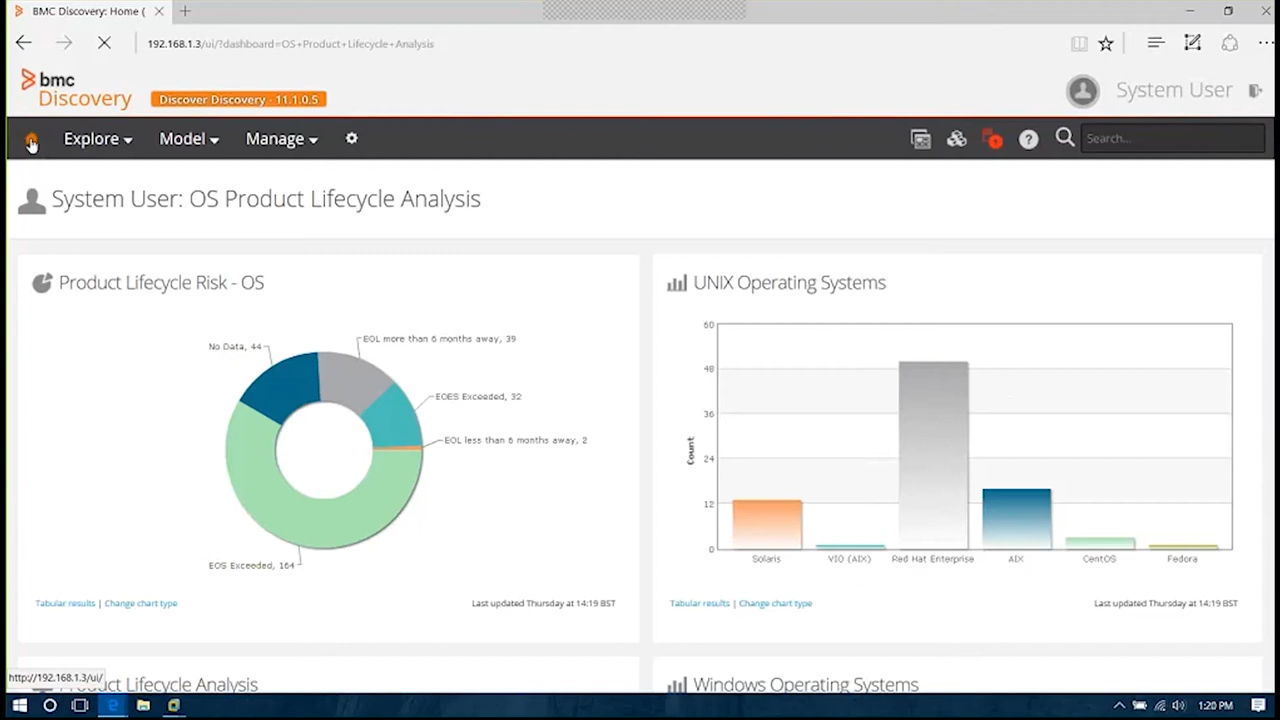 BMC Discovery: Home (
192.168.1.3/ui/?dashboard=OS+Product+Lifecycle+Analysis
bmc
Discovery
Discover Discovery - 11.1.0.5
System User
Explore
Model
Manage
Search...
System User: OS Product Lifecycle Analysis
Product Lifecycle Risk - OS
No Data, 44
EOL more than 6 months away, 39
EOES Exceeded, 32
EOL less than 6 months away, 2
EOS Exceeded, 164
Tabular results | Change chart type
Last updated Thursday at 14:19 BST
UNIX Operating Systems
60
48
36
24
12
0
Count
Solaris
VIO (AIX)
Red Hat Enterprise
AIX
CentOS
Fedora
Tabular results | Change chart type
Last updated Thursday at 14:19 BST
http://192.168.1.3/ui/
Product Lifecycle Analysis
Windows Operating Systems
1:20 PM